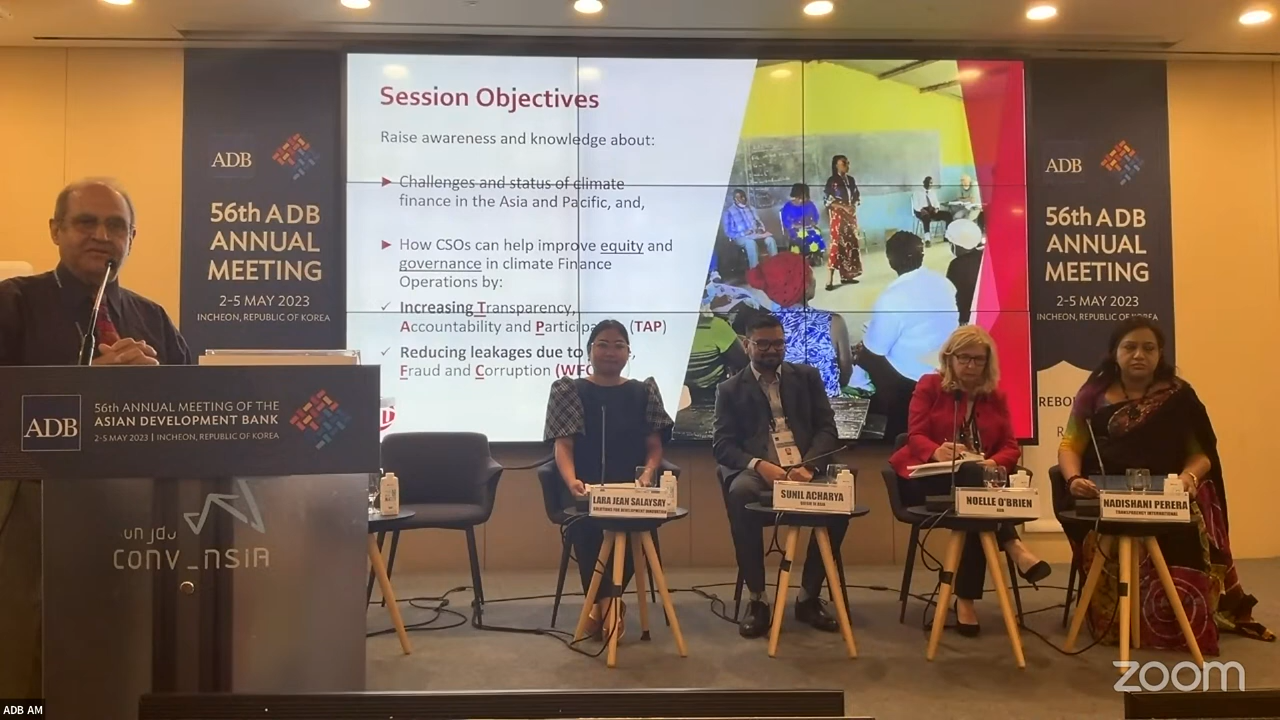 Session Objectives
Raise awareness and knowledge about:
► Challenges and status of climate
finance in the Asia and Pacific, and,
► How CSOs can help improve equity and
governance in climate Finance
Operations by:
✓ Increasing Transparency,
Accountability and (TAP)
✓ Reducing leakages due to
Fraud and Corruption
ADB
56th ADB
ANNUAL
MEETING
2-5 MAY 2023
INCHEON, REPUBLIC OF KOREA
ADB
56th ADB
ANNUAL
MEETING
2-5 MAY 2023
INCHEON, REPUBLIC OF KOREA
ADB
56th ANNUAL MEETING OF THE
ASIAN DEVELOPMENT BANK
2-5 MAY 2023 | INCHEON, REPUBLIC OF KOREA
CONV_NSIA
LARA JEAN SALAYSAY
SOLUTIONS FOR DEVELOPMENT INNOVATION
SUNIL ACHARYA
NOELLE O'BRIEN
ADB
NADISHANI PERERA
TRANSPARENCY INTERNATIONAL
zoom
ADB AM